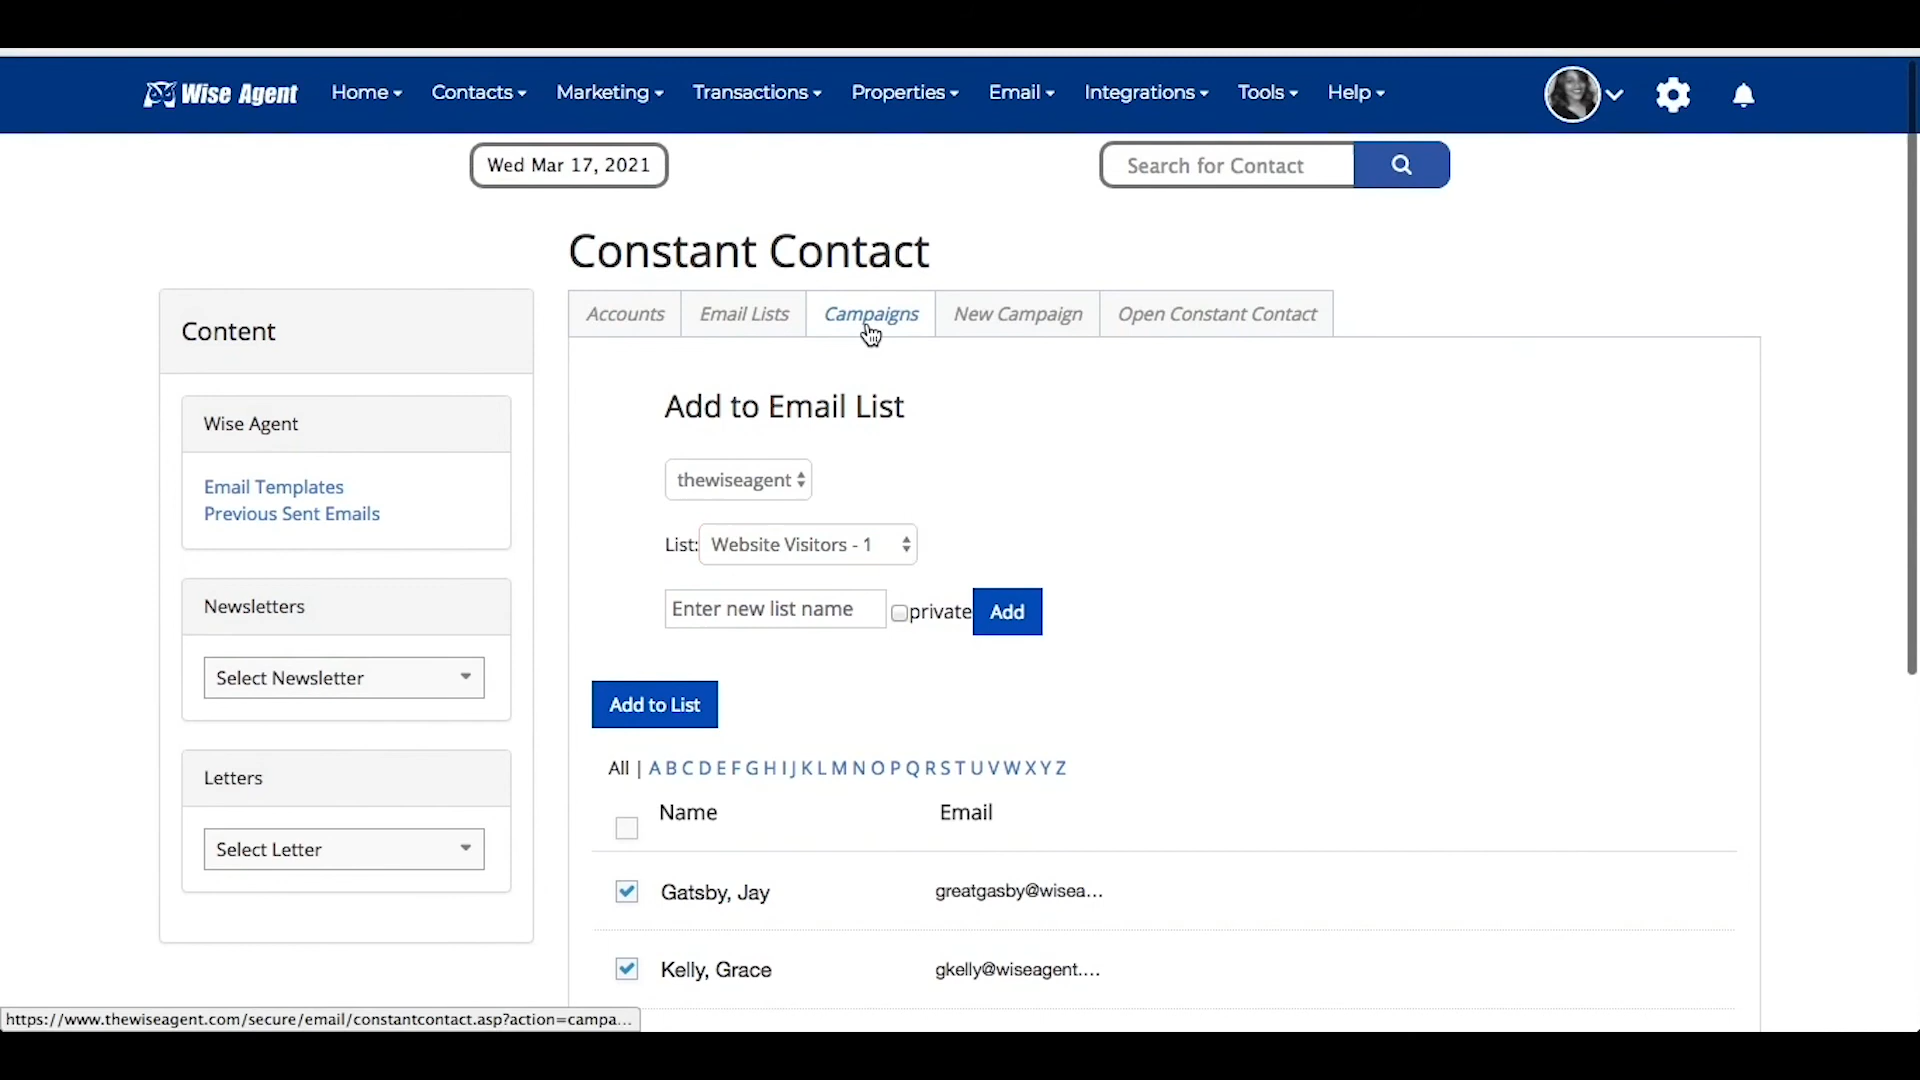 Wise Agent Home Contacts Marketing Transactions Properties Email Integrations Tools Help
Wed Mar 17, 2021
Search for Contact
Constant Contact
Accounts Email Lists Campaigns New Campaign Open Constant Contact
Content
Wise Agent
Email Templates
Previous Sent Emails
Newsletters
Select Newsletter
Letters
Select Letter
Add to Email List
thewiseagent
List: Website Visitors - 1
Enter new list name private Add
Add to List
All | A B C D E F G H I J K L M N O P Q R S T U V W X Y Z
Name Email
Gatsby, Jay greatgasby@wisea...
Kelly, Grace gkelly@wiseagent....
https://www.thewiseagent.com/secure/email/constantcontact.asp?action=campa...